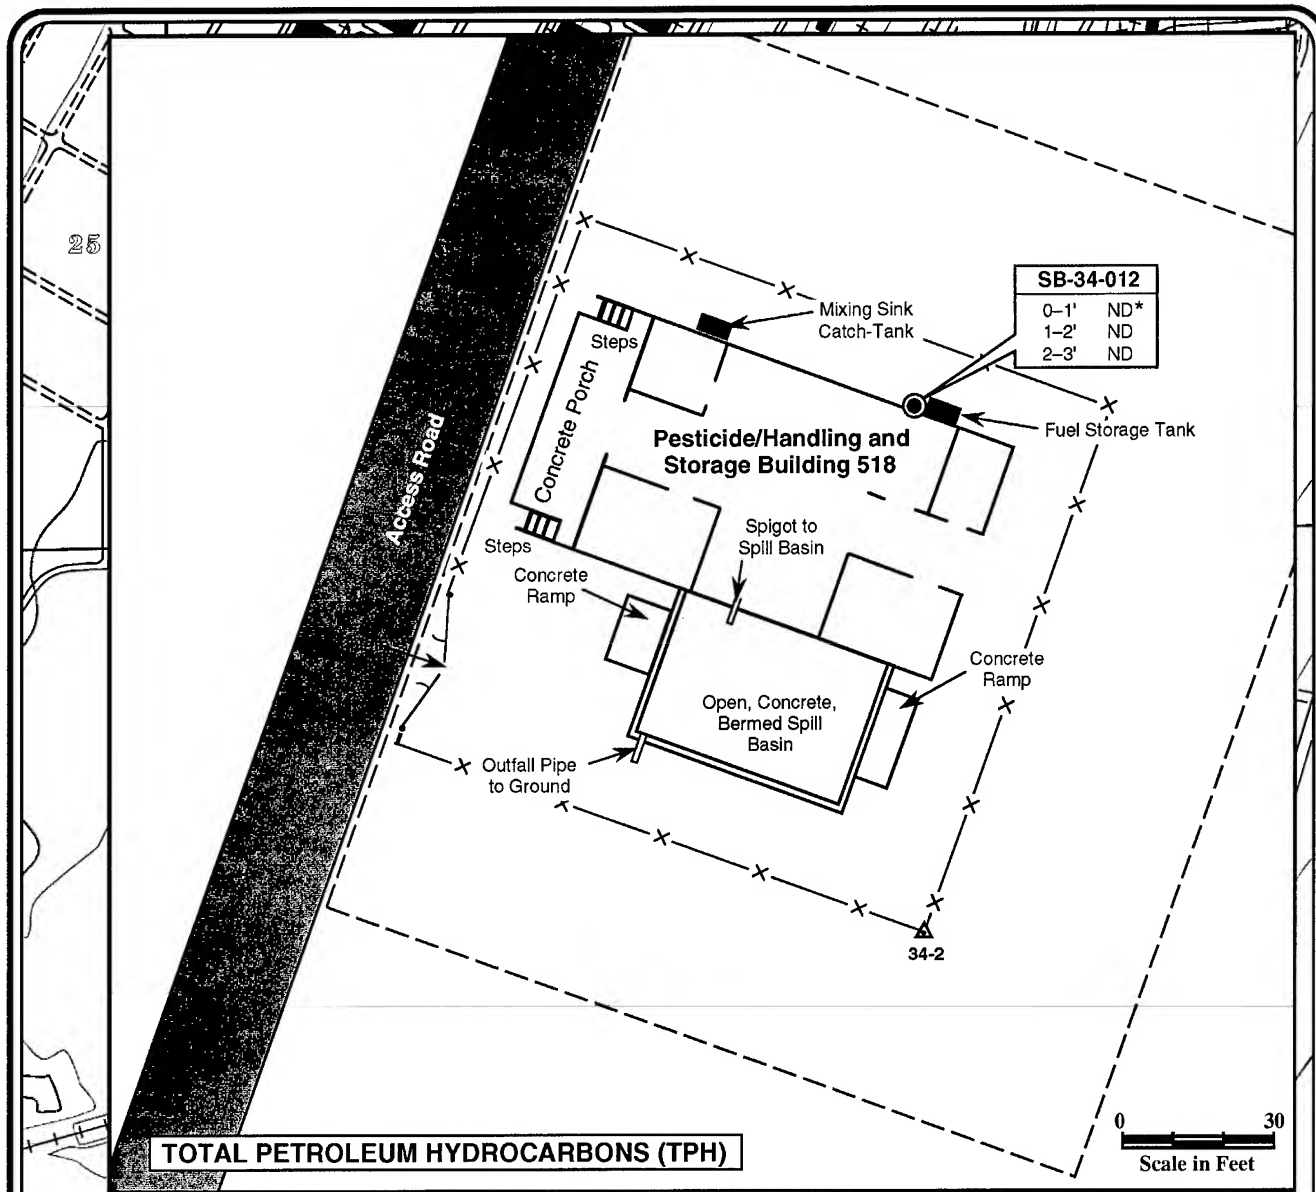 25
SB-34-012
0–1' ND*
1–2' ND
2–3' ND
Mixing Sink
Catch-Tank
Steps
Concrete Porch
Fuel Storage Tank
Pesticide/Handling and
Storage Building 518
Access Road
Spigot to
Spill Basin
Steps
Concrete
Ramp
Concrete
Ramp
Open, Concrete,
Bermed Spill
Basin
Outfall Pipe
to Ground
34-2
0 30
Scale in Feet
TOTAL PETROLEUM HYDROCARBONS (TPH)